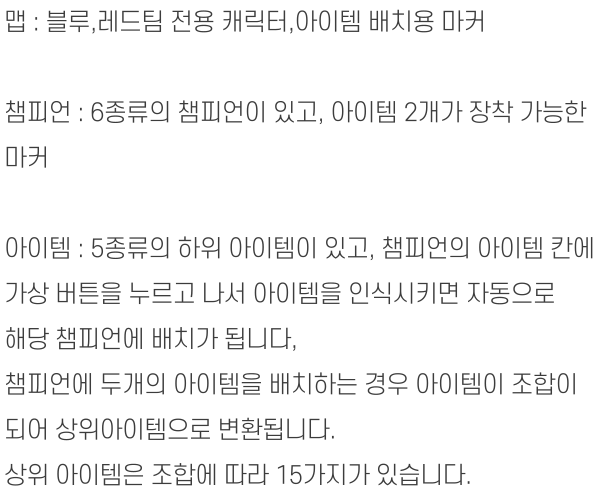 맵 : 블루,레드팀 전용 캐릭터,아이템 배치용 마커
챔피언 : 6종류의 챔피언이 있고, 아이템 2개가 장착 가능한
마커
아이템 : 5종류의 하위 아이템이 있고, 챔피언의 아이템 칸에
가상 버튼을 누르고 나서 아이템을 인식시키면 자동으로
해당 챔피언에 배치가 됩니다,
챔피언에 두개의 아이템을 배치하는 경우 아이템이 조합이
되어 상위아이템으로 변환됩니다.
상위 아이템은 조합에 따라 15가지가 있습니다.